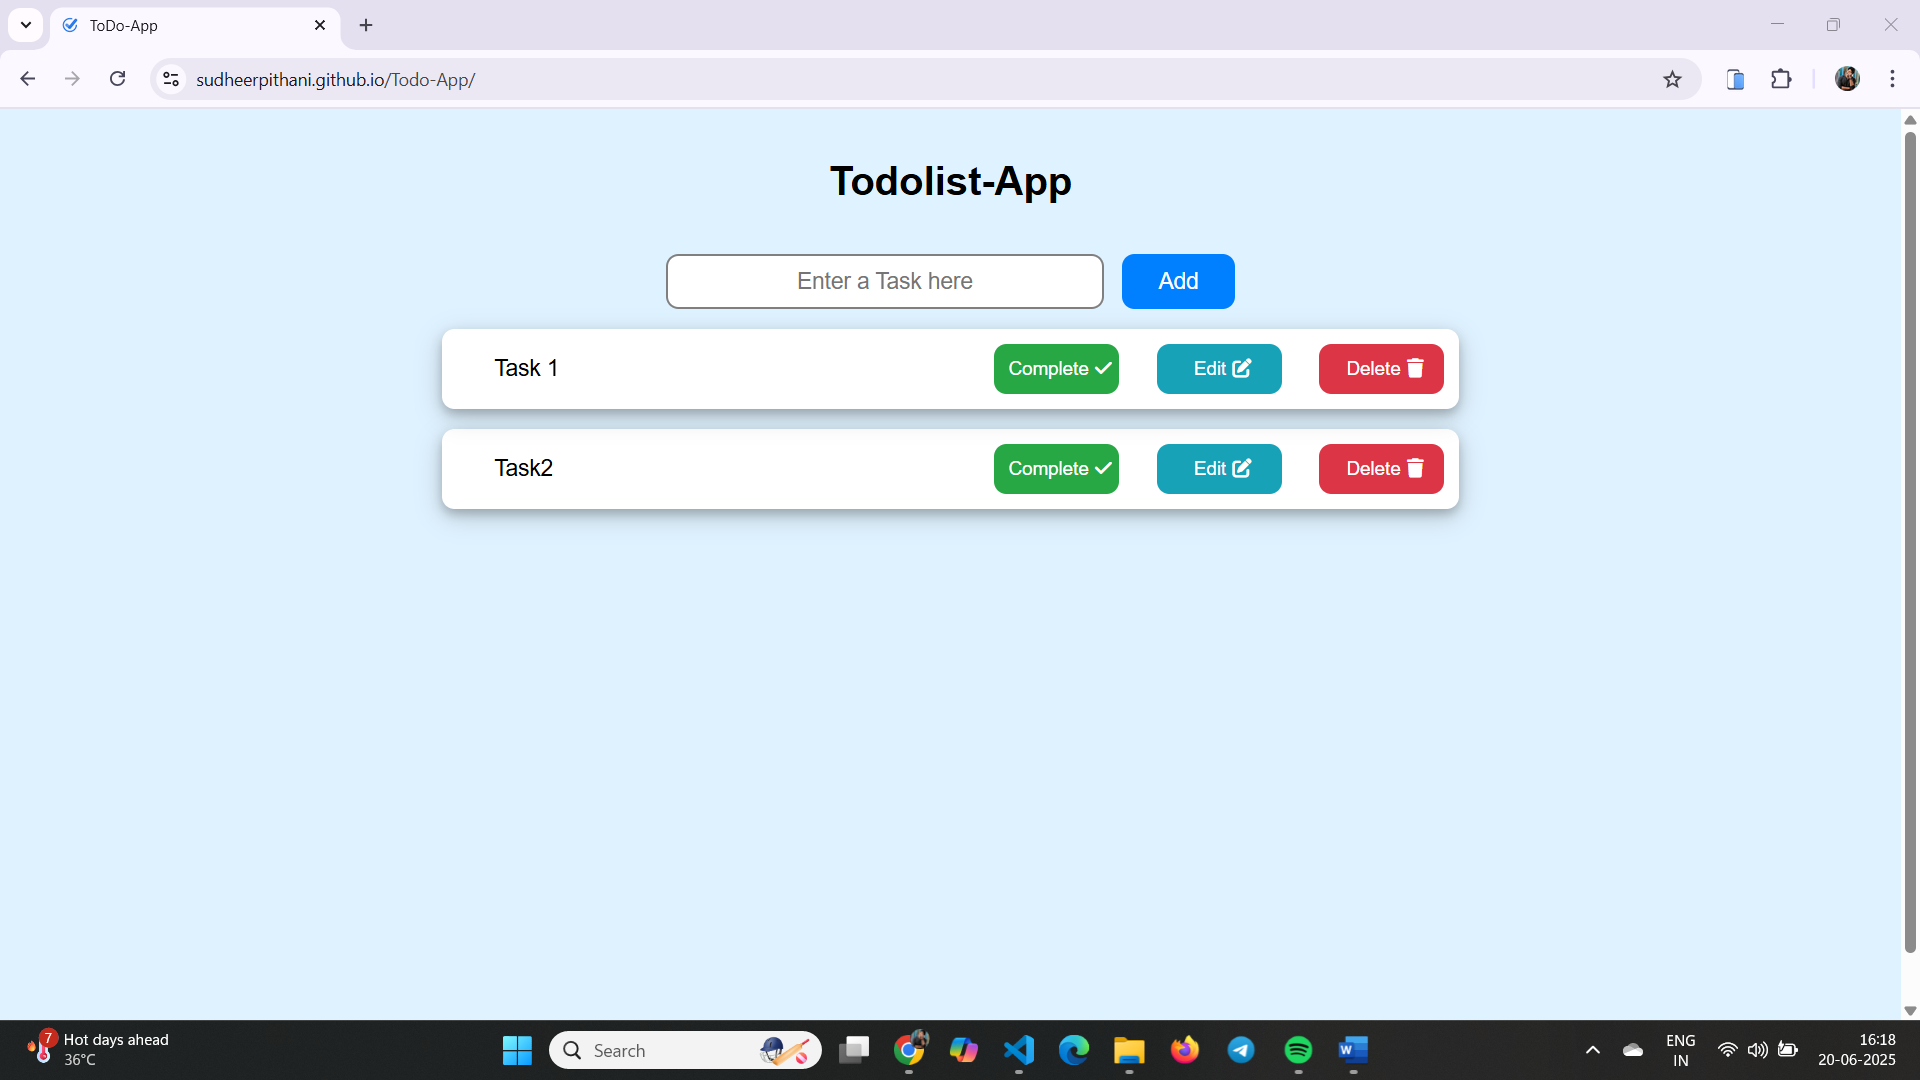 ToDo-App
sudheerpithani.github.io/Todo-App/
Todolist-App
Enter a Task here
Add
Task 1
Complete
Edit
Delete
Task2
Complete
Edit
Delete
7
Hot days ahead
36°C
Search
W
ENG
IN
16:18
20-06-2025